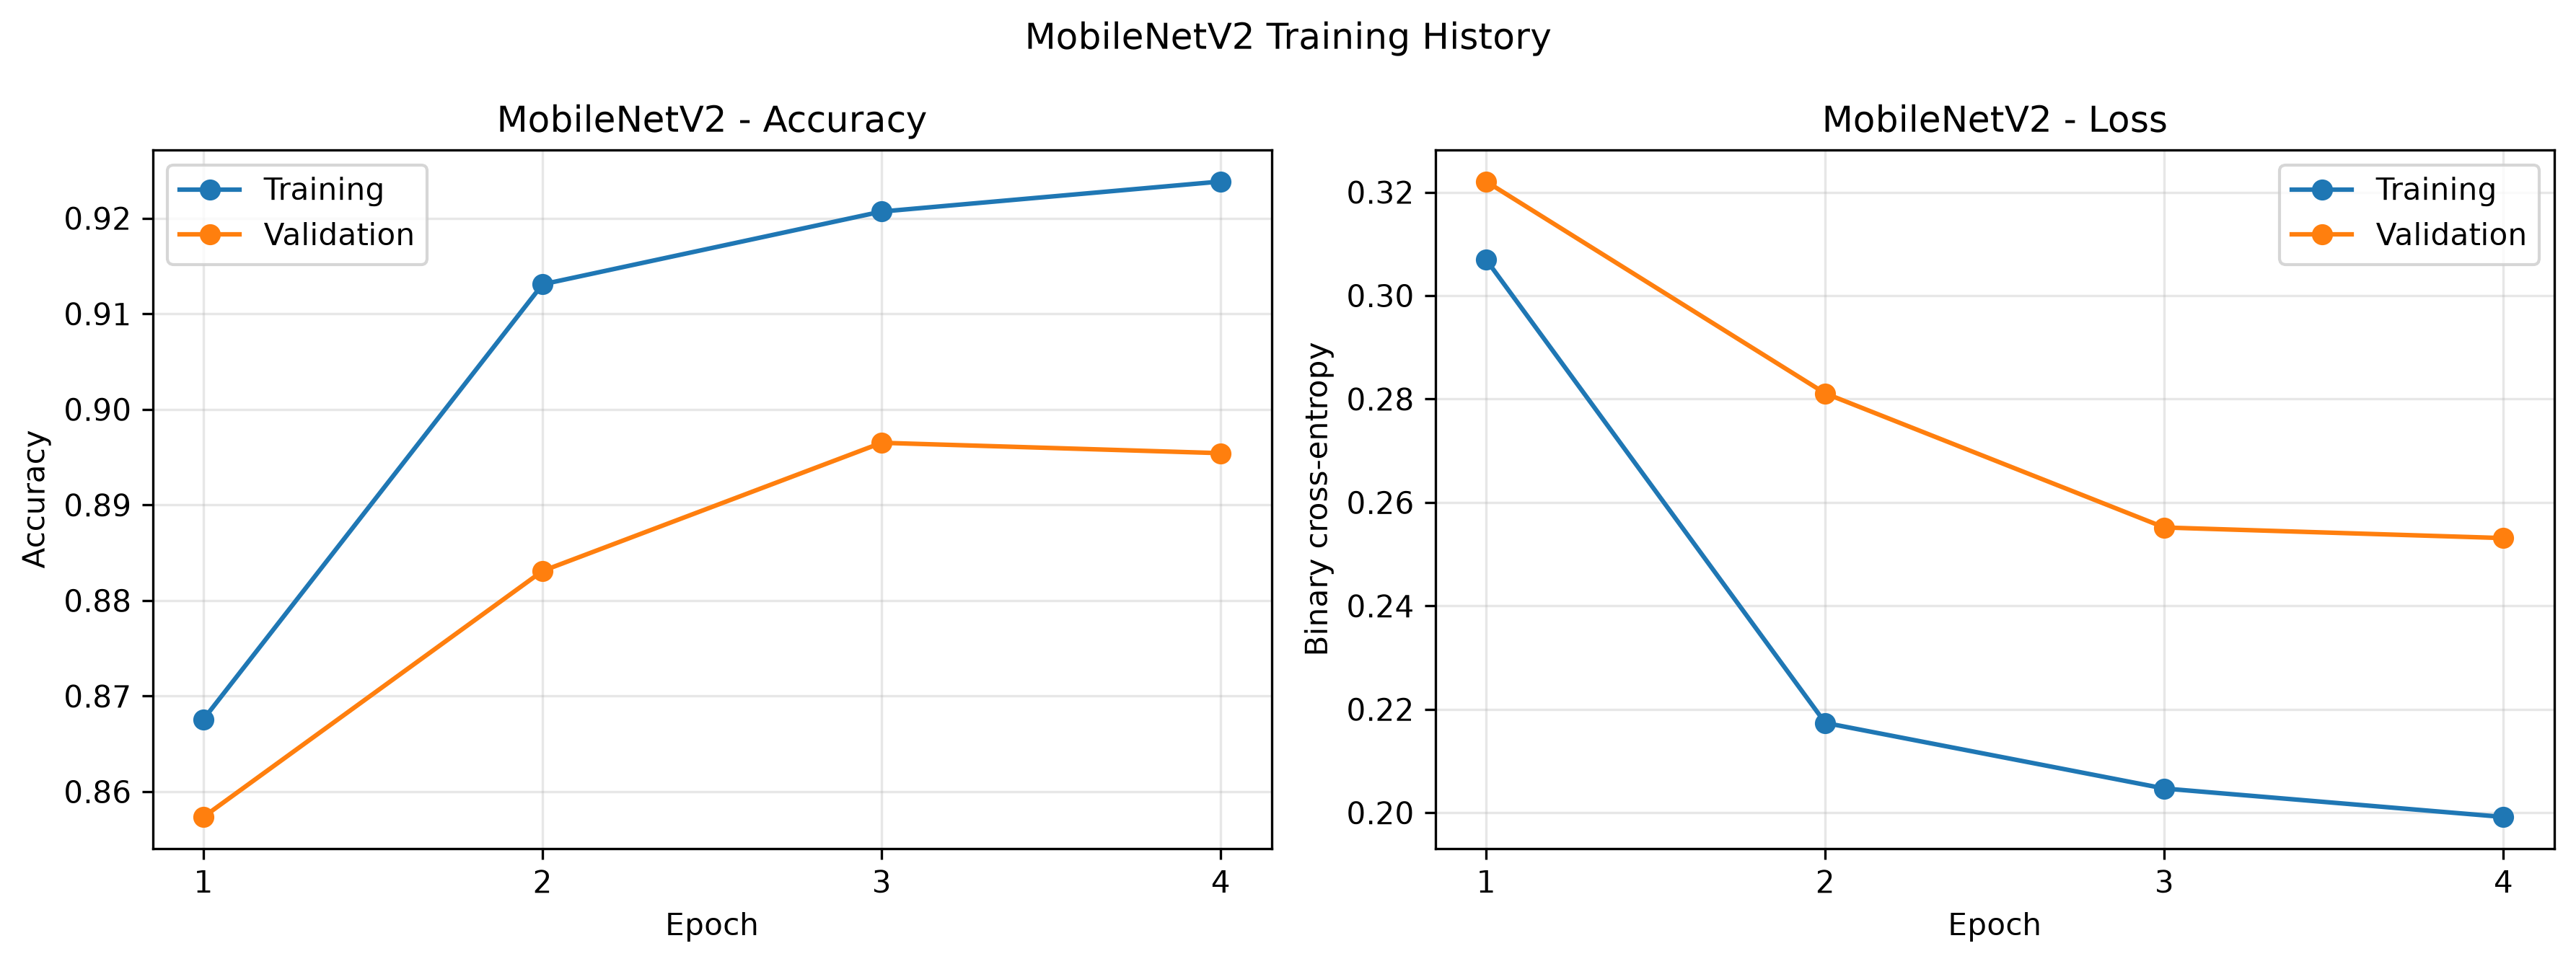 MobileNetV2 Training History
MobileNetV2 - Accuracy
Training
Validation
0.92
0.91
0.90
0.89
0.88
0.87
0.86
Accuracy
1 2 3 4
Epoch
MobileNetV2 - Loss
Training
Validation
0.32
0.30
0.28
0.26
0.24
0.22
0.20
Binary cross-entropy
1 2 3 4
Epoch